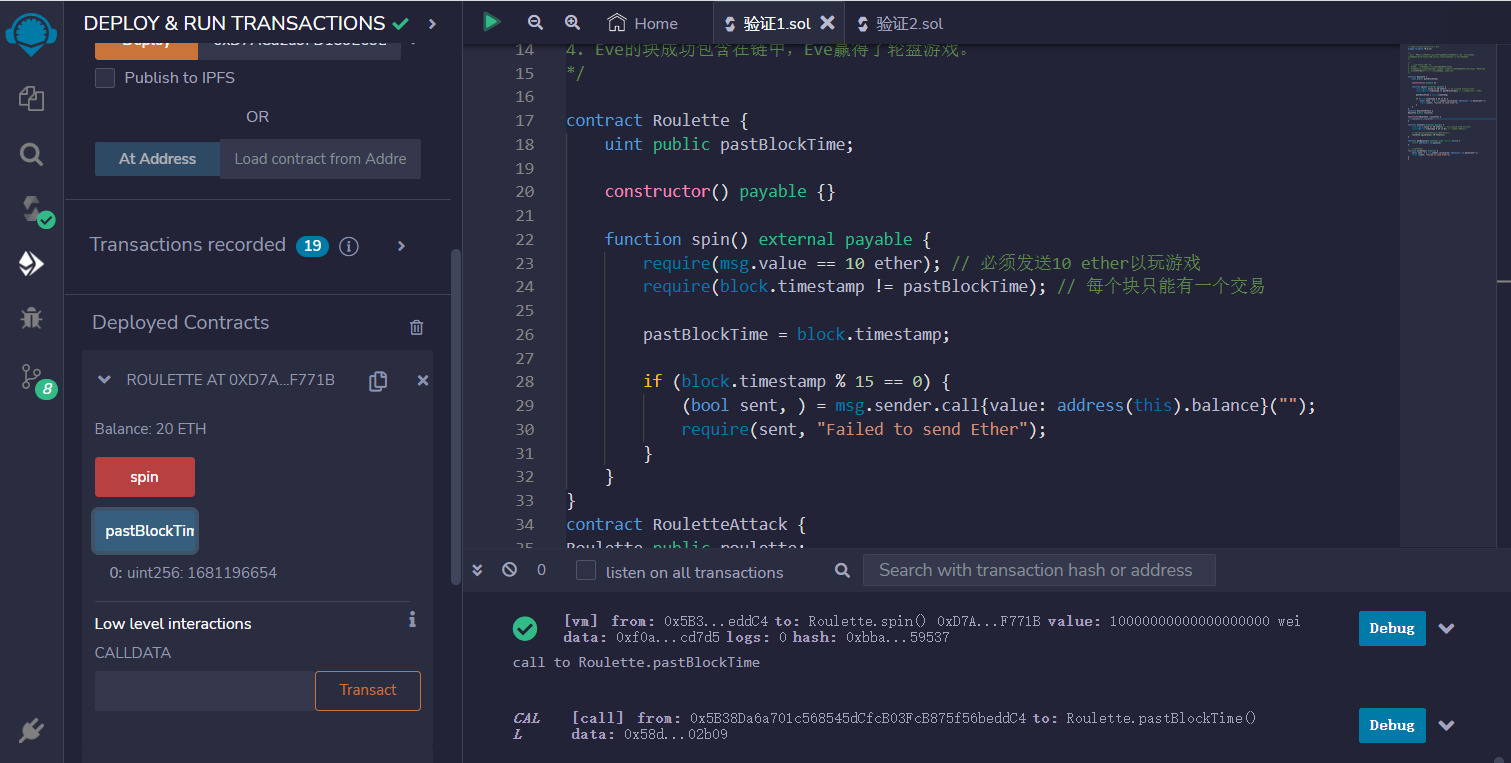 DEPLOY & RUN TRANSACTIONS
Deploy
Publish to IPFS
OR
At Address
Load contract from Addre
Transactions recorded 19
Deployed Contracts
ROULETTE AT 0XD7A...F771B
Balance: 20 ETH
spin
pastBlockTim
0: uint256: 1681196654
Low level interactions
CALLDATA
Transact
8
Home
验证1.sol
验证2.sol
14 4. Eve的块成功包含在链中，Eve赢得了轮盘游戏。
15 */
16
17 contract Roulette {
18 uint public pastBlockTime;
19
20 constructor() payable {}
21
22 function spin() external payable {
23 require(msg.value == 10 ether); // 必须发送10 ether以玩游戏
24 require(block.timestamp != pastBlockTime); // 每个块只能有一个交易
25
26 pastBlockTime = block.timestamp;
27
28 if (block.timestamp % 15 == 0) {
29 (bool sent, ) = msg.sender.call{value: address(this).balance}("");
30 require(sent, "Failed to send Ether");
31 }
32 }
33 }
34 contract RouletteAttack {
35 Roulette public roulette;
0
listen on all transactions
Search with transaction hash or address
[vm] from: 0x5B3...eddC4 to: Roulette.spin() 0xD7A...F771B value: 10000000000000000000 wei
data: 0xf0a...cd7d5 logs: 0 hash: 0xbba...59537
Debug
call to Roulette.pastBlockTime
CAL
L
[call] from: 0x5B38Da6a701c568545dCfcB03FcB875f56beddC4 to: Roulette.pastBlockTime()
data: 0x58d...02b09
Debug